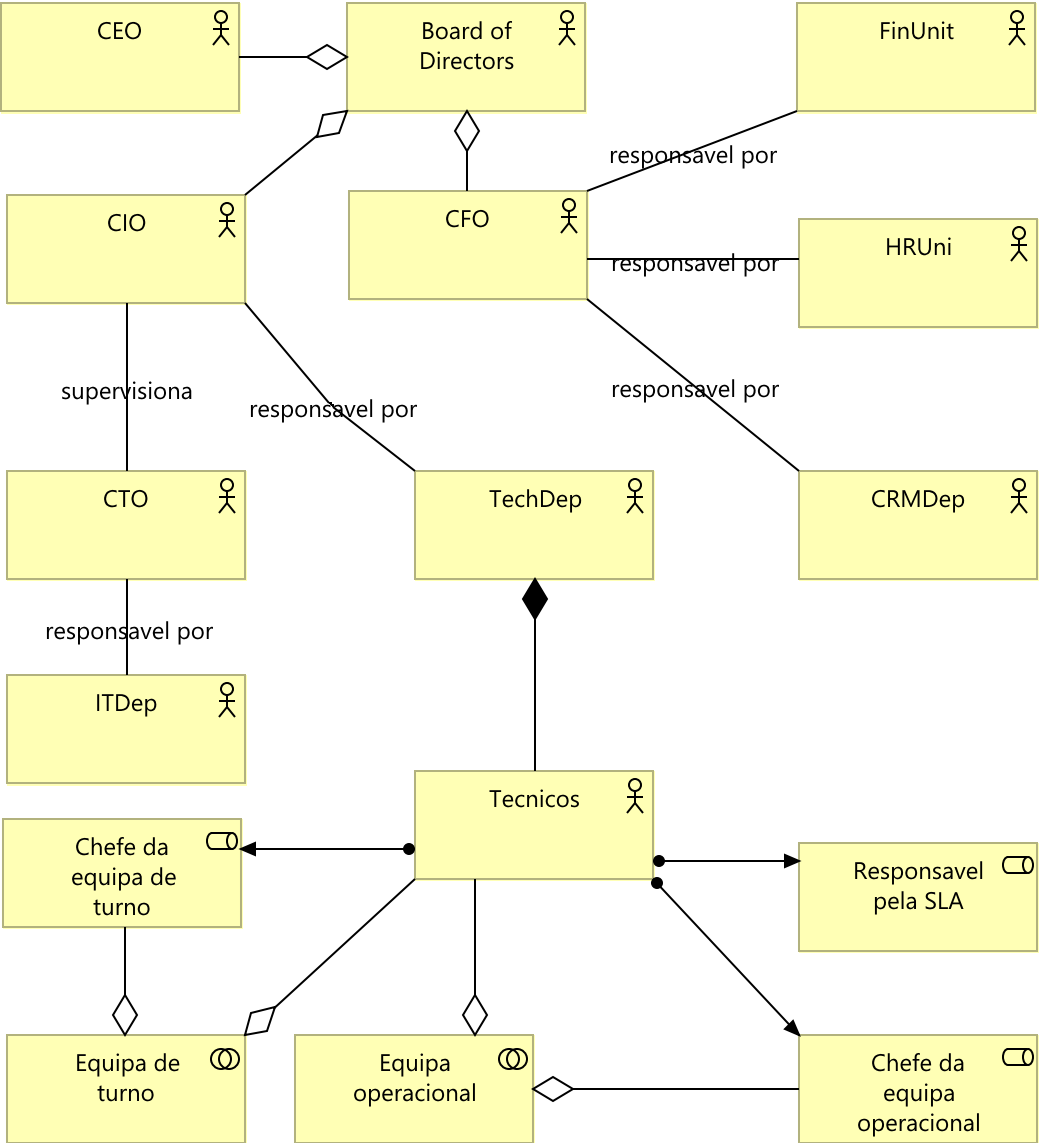 CEO
Board of
Directors
FinUnit
responsavel por
CIO
CFO
HRUni
responsavel por
supervisiona
responsavel por
responsavel por
CTO
TechDep
CRMDep
responsavel por
ITDep
Tecnicos
Chefe da
equipa de
turno
Responsavel
pela SLA
Equipa de
turno
Equipa
operacional
Chefe da
equipa
operacional